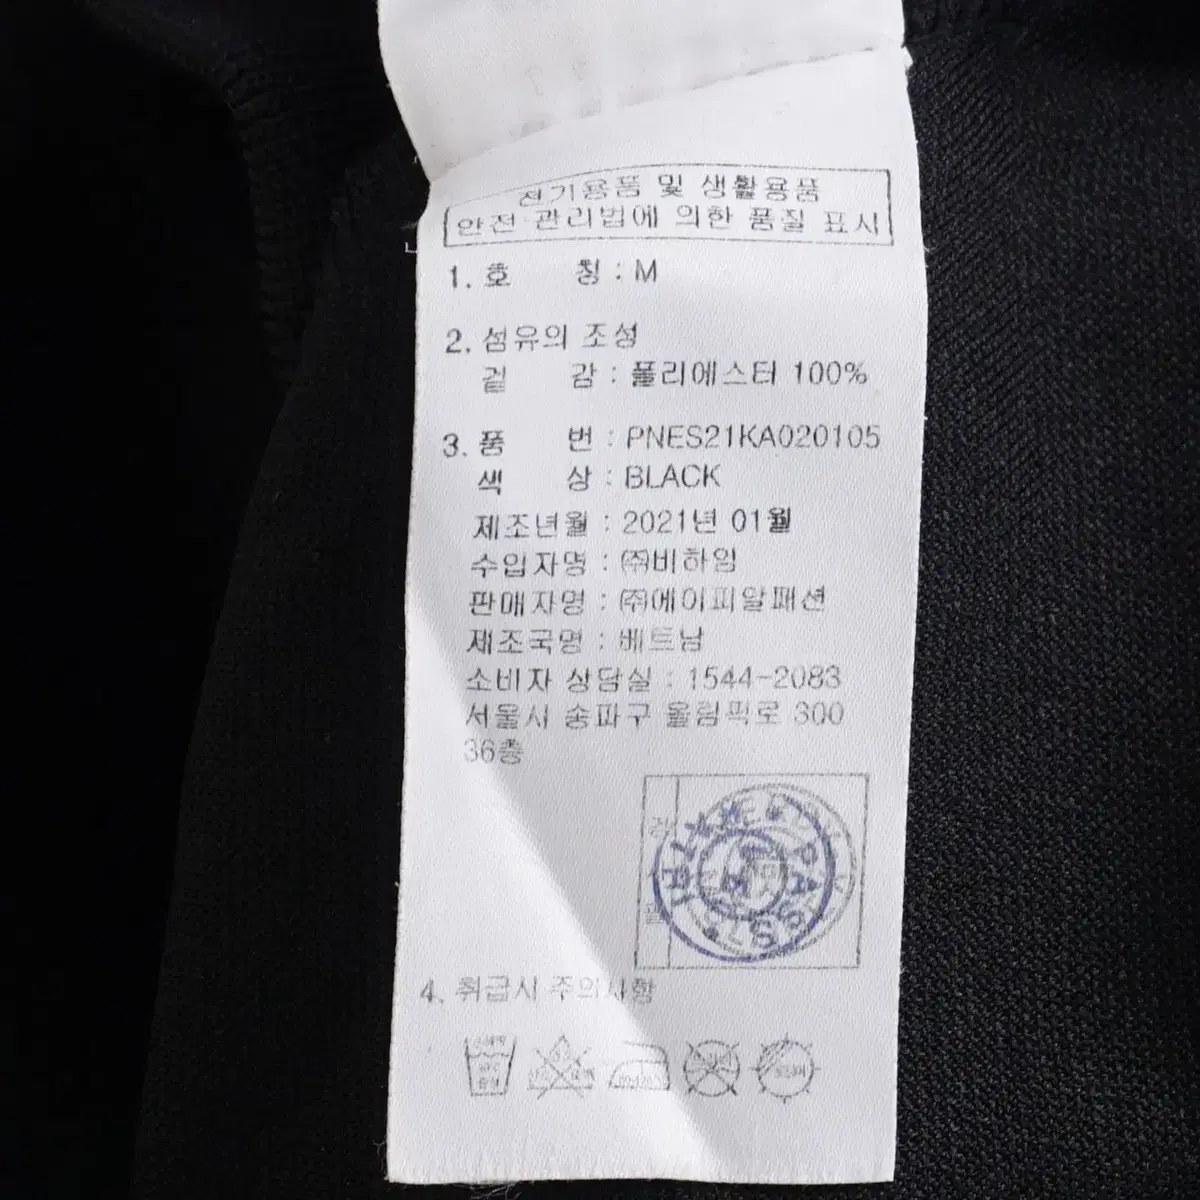 전기용품 및 생활용품
안전 관리법에 의한 품질 표시
1. 호 칭 : M
2. 섬유의 조성
겉 감 : 폴리에스터 100%
3. 품 번 : PNES21KA020105
색 상 : BLACK
제조년월 : 2021년 01월
수입자명 : ㈜비하임
판매자명 : ㈜에이피알패션
제조국명 : 베트남
소비자 상담실 : 1544-2083
서울시 송파구 올림픽로 300
36층
PASS
4. 취급시 주의사항